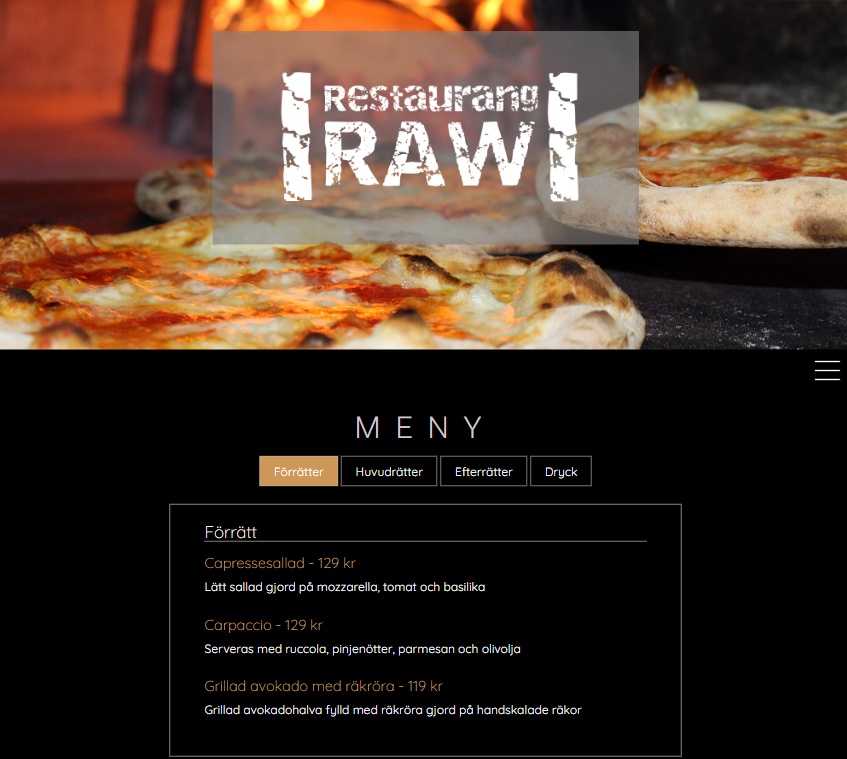 Restaurang
RAW
MENY
Förrätter Huvudrätter Efterrätter Dryck
Förrätt
Capressesallad - 129 kr
Lätt sallad gjord på mozzarella, tomat och basilika
Carpaccio - 129 kr
Serveras med ruccola, pinjenötter, parmesan och olivolja
Grillad avokado med räkröra - 119 kr
Grillad avokadohalva fylld med räkröra gjord på handskalade räkor